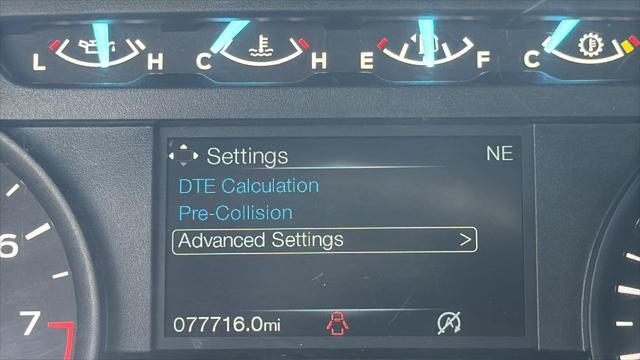 L H C H E F C
Settings NE
DTE Calculation
Pre-Collision
Advanced Settings >
077716.0mi
6
7